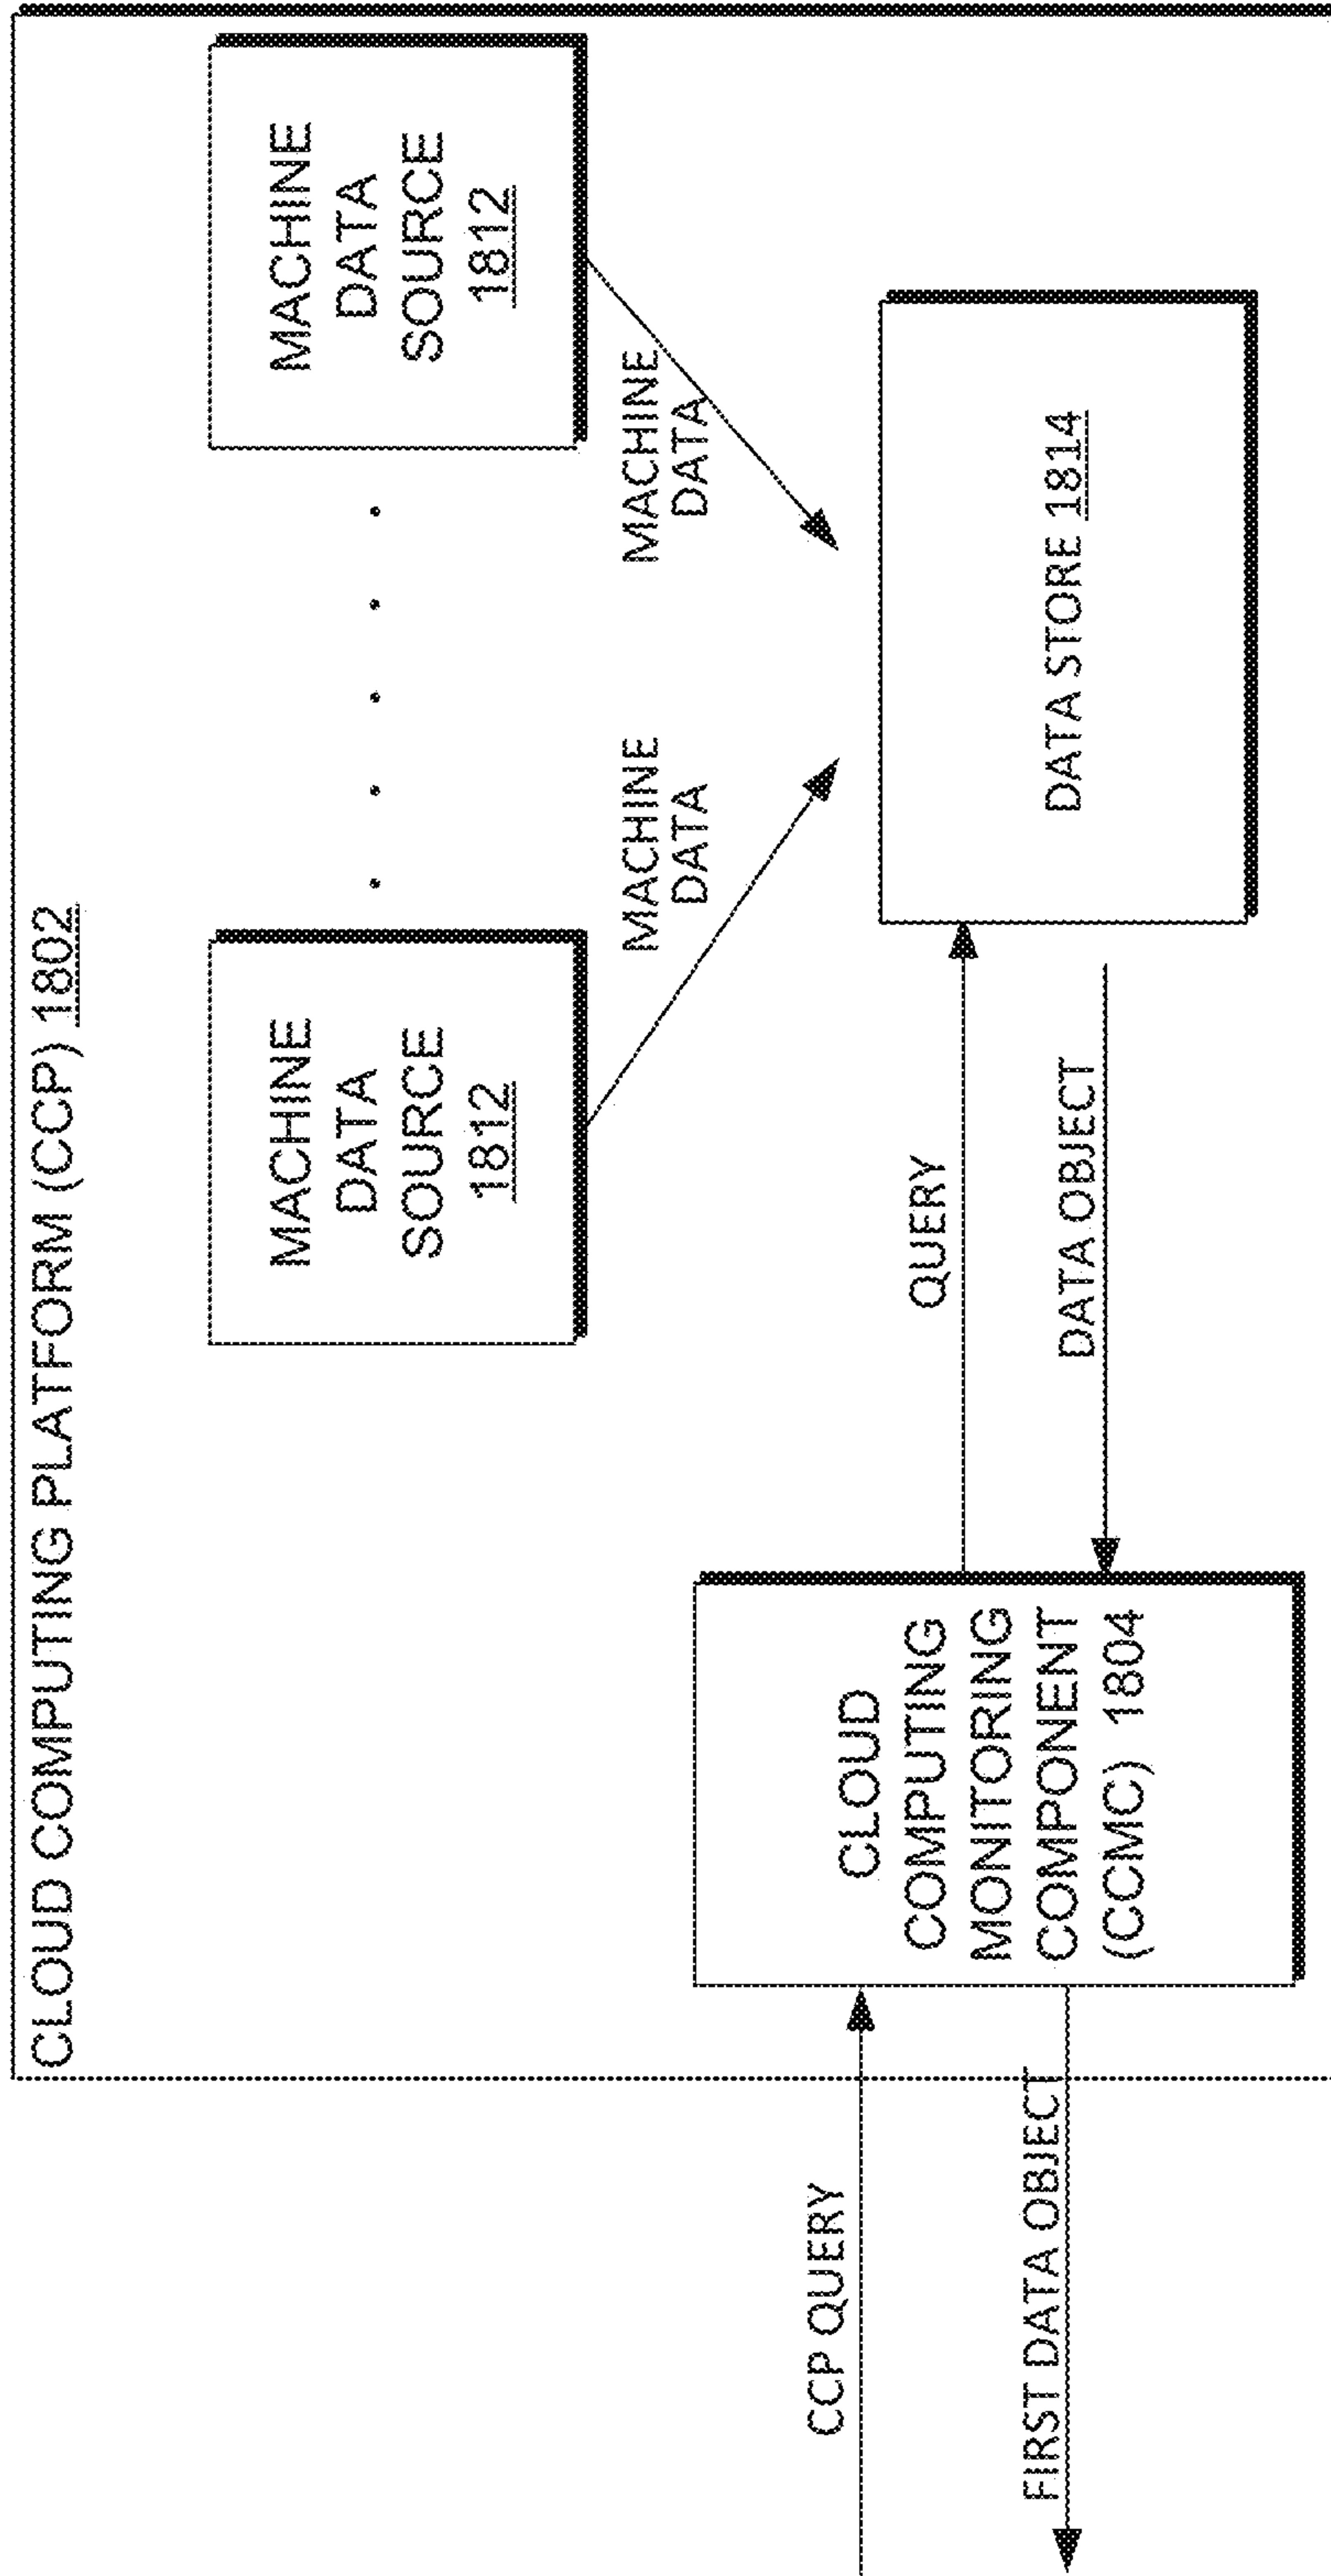 CLOUD COMPUTING PLATFORM (CCP) 1802
MACHINE
DATA
SOURCE
1812
MACHINE
DATA
SOURCE
1812
MACHINE
DATA
MACHINE
DATA
CCP QUERY
FIRST DATA OBJECT
CLOUD
COMPUTING
MONITORING
COMPONENT
(CCMC) 1804
QUERY
DATA OBJECT
DATA STORE 1814